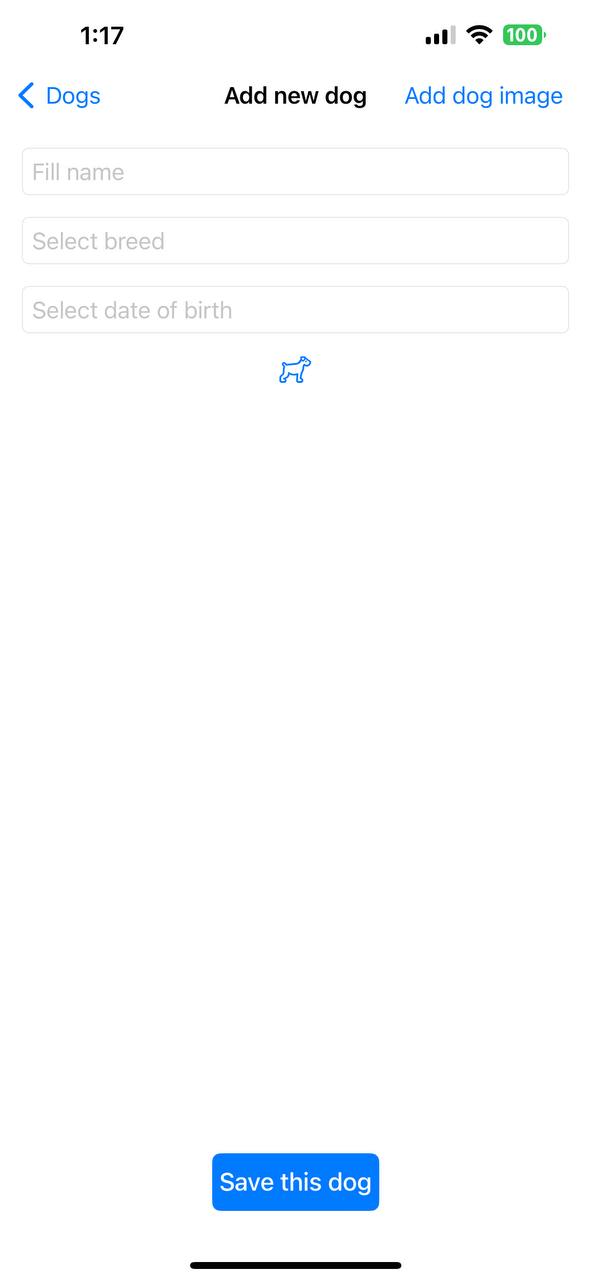 1:17
100
Dogs
Add new dog
Add dog image
Fill name
Select breed
Select date of birth
Save this dog